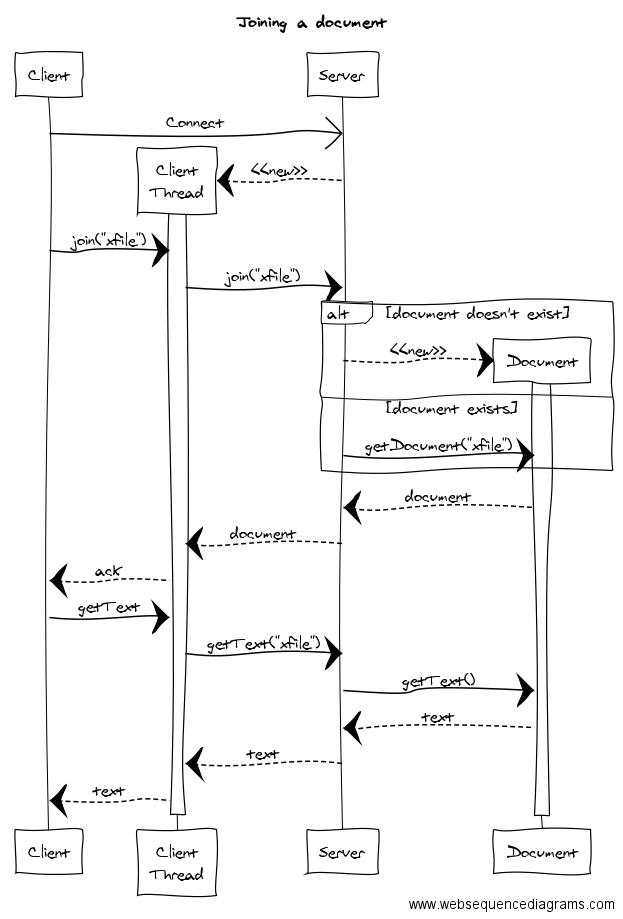 Joining a document
Client
Server
Connect
Client
Thread
<<new>>
join("xfile")
join("xfile")
alt
[document doesn't exist]
<<new>>
Document
[document exists]
getDocument("xfile")
document
document
ack
getText
getText("xfile")
getText()
text
text
text
Client
Client
Thread
Server
Document
www.websequencediagrams.com